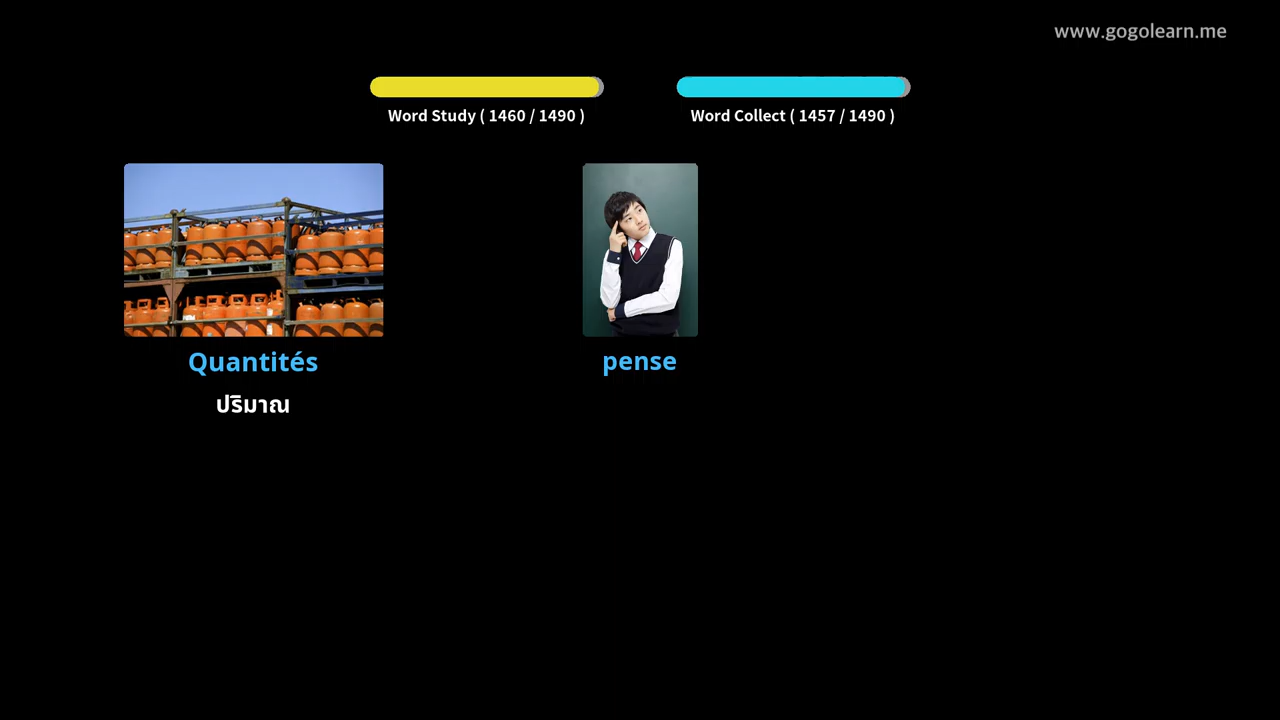 www.gogolearn.me
Word Study ( 1460 / 1490 )
Word Collect ( 1457 / 1490 )
Quantités
pense
ปริมาณ